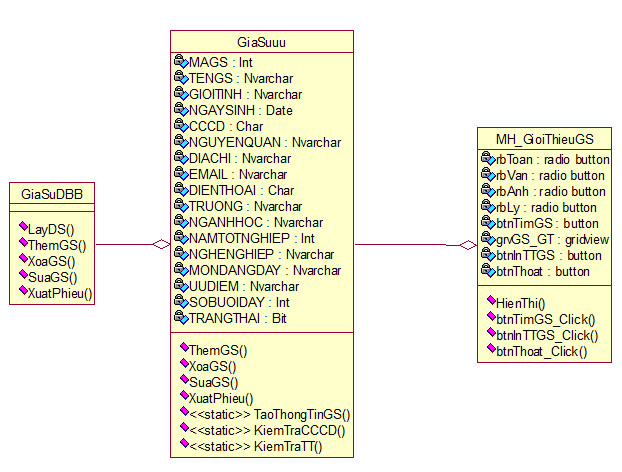 GiaSuDBB
LayDS()
ThemGS()
XoaGS()
SuaGS()
XuatPhieu()
GiaSuuu
MAGS : Int
TENGS : Nvarchar
GIOITINH : Nvarchar
NGAYSINH : Date
CCCD : Char
NGUYENQUAN : Nvarchar
DIACHI : Nvarchar
EMAIL : Nvarchar
DIENTHOAI : Char
TRUONG : Nvarchar
NGANHHOC : Nvarchar
NAMTOTNGHIEP : Int
NGHENGHIEP : Nvarchar
MONDANGDAY : Nvarchar
UUDIEM : Nvarchar
SOBUOIDAY : Int
TRANGTHAI : Bit
ThemGS()
XoaGS()
SuaGS()
XuatPhieu()
<<static>> TaoThongTinGS()
<<static>> KiemTraCCCD()
<<static>> KiemTraTT()
MH_GioiThieuGS
rbToan : radio button
rbVan : radio button
rbAnh : radio button
rbLy : radio button
btnTimGS : button
grvGS_GT : gridview
btnInTTGS : button
btnThoat : button
HienThi()
btnTimGS_Click()
btnInTTGS_Click()
btnThoat_Click()